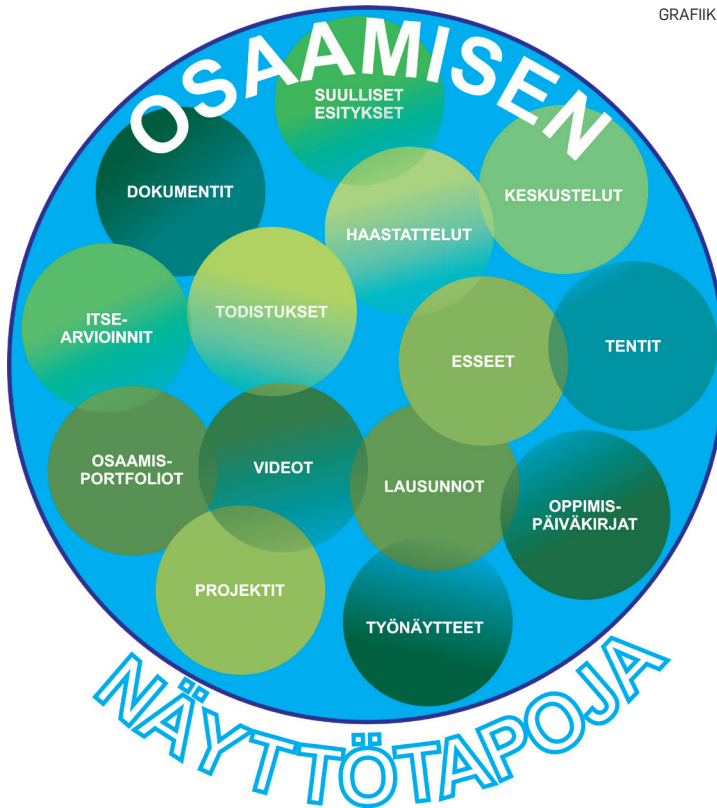 GRAFIIK
OSAAMISEN
SUULLISET
ESITYKSET
DOKUMENTIT
KESKUSTELUT
HAASTATTELUT
ITSE-
ARVIOINNIT
TODISTUKSET
ESSEET
TENTIT
OSAAMIS-
PORTFOLIOT
VIDEOT
LAUSUNNOT
OPPIMIS-
PÄIVÄKIRJAT
PROJEKTIT
TYÖNÄYTTEET
NÄYTTÖTAPOJA